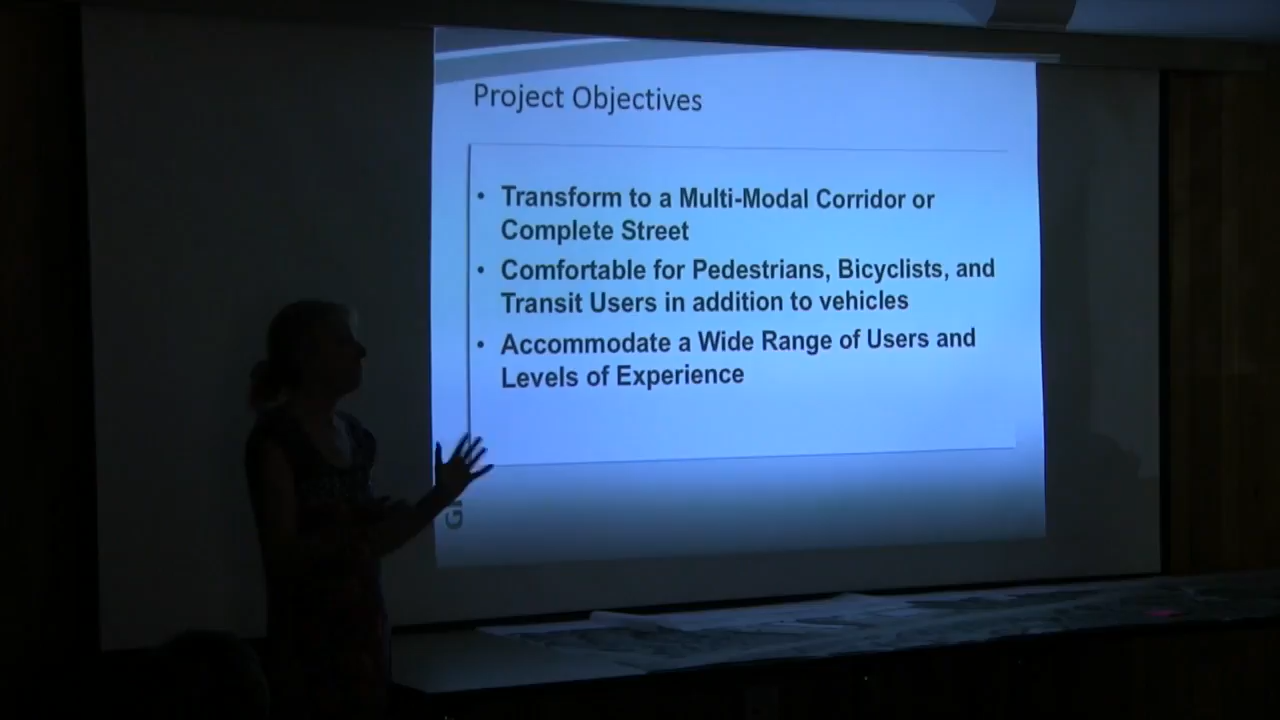 Project Objectives
• Transform to a Multi-Modal Corridor or
Complete Street
• Comfortable for Pedestrians, Bicyclists, and
Transit Users in addition to vehicles
• Accommodate a Wide Range of Users and
Levels of Experience